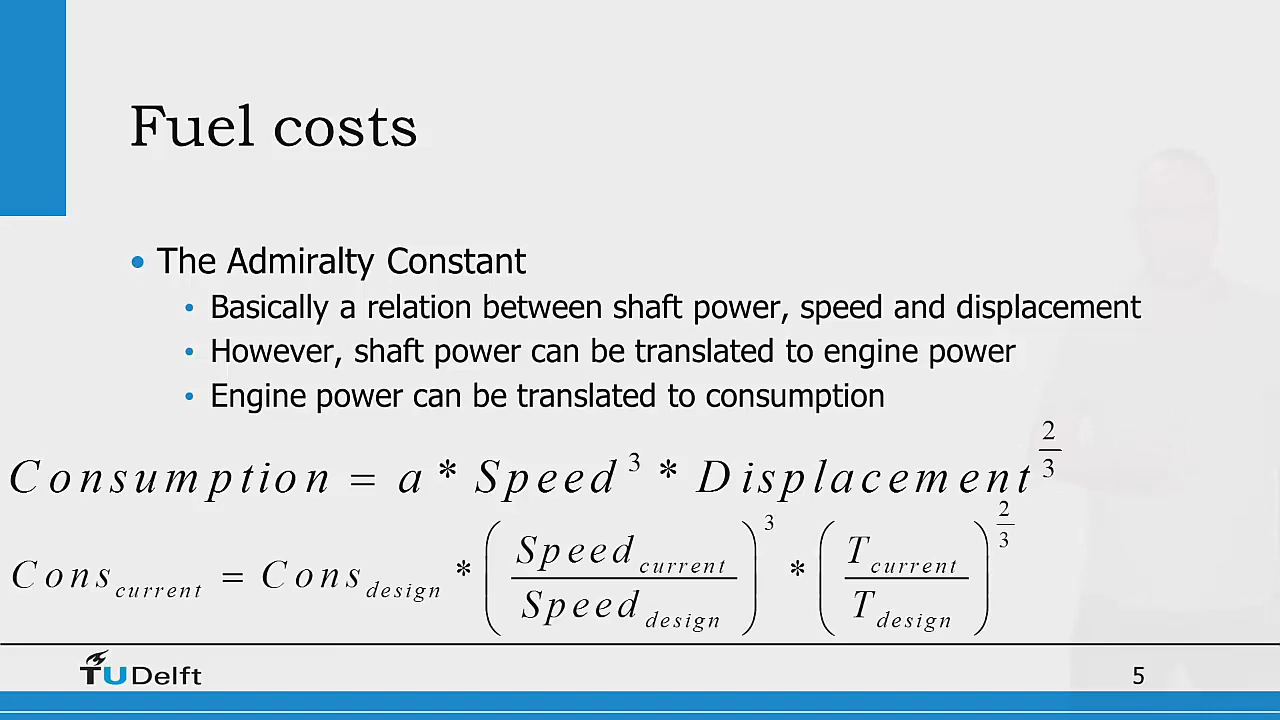 Fuel costs
• The Admiralty Constant
• Basically a relation between shaft power, speed and displacement
• However, shaft power can be translated to engine power
• Engine power can be translated to consumption
Consumption = a * Speed^3 * Displacement^(2/3)
Cons_current = Cons_design * (Speed_current / Speed_design)^3 * (T_current / T_design)^(2/3)
TU Delft
5